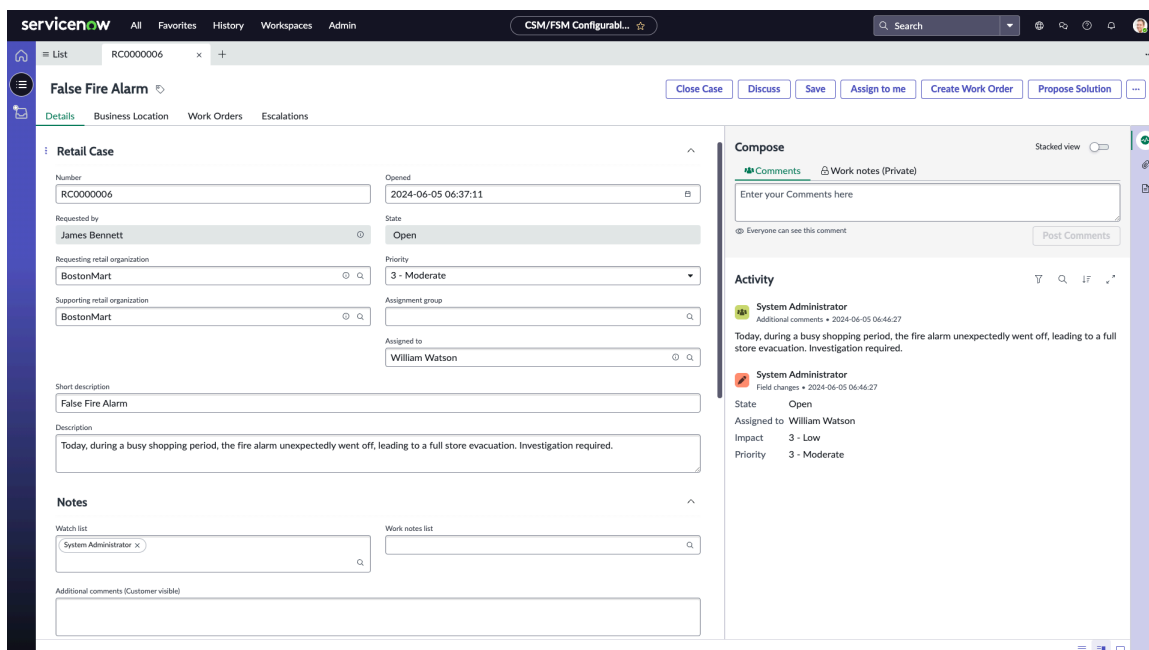 servicenow All Favorites History Workspaces Admin CSM/FSM Configurabl... Search
List RC0000006 × +
False Fire Alarm Close Case Discuss Save Assign to me Create Work Order Propose Solution ...
Details Business Location Work Orders Escalations
Retail Case
Number
RC0000006
Opened
2024-06-05 06:37:11
Requested by
James Bennett
State
Open
Requesting retail organization
BostonMart
Priority
3 - Moderate
Supporting retail organization
BostonMart
Assignment group
Assigned to
William Watson
Short description
False Fire Alarm
Description
Today, during a busy shopping period, the fire alarm unexpectedly went off, leading to a full store evacuation. Investigation required.
Notes
Watch list
System Administrator ×
Work notes list
Additional comments (Customer visible)
Compose Stacked view
Comments Work notes (Private)
Enter your Comments here
Everyone can see this comment Post Comments
Activity
System Administrator
Additional comments • 2024-06-05 06:46:27
Today, during a busy shopping period, the fire alarm unexpectedly went off, leading to a full
store evacuation. Investigation required.
System Administrator
Field changes • 2024-06-05 06:46:27
State Open
Assigned to William Watson
Impact 3 - Low
Priority 3 - Moderate